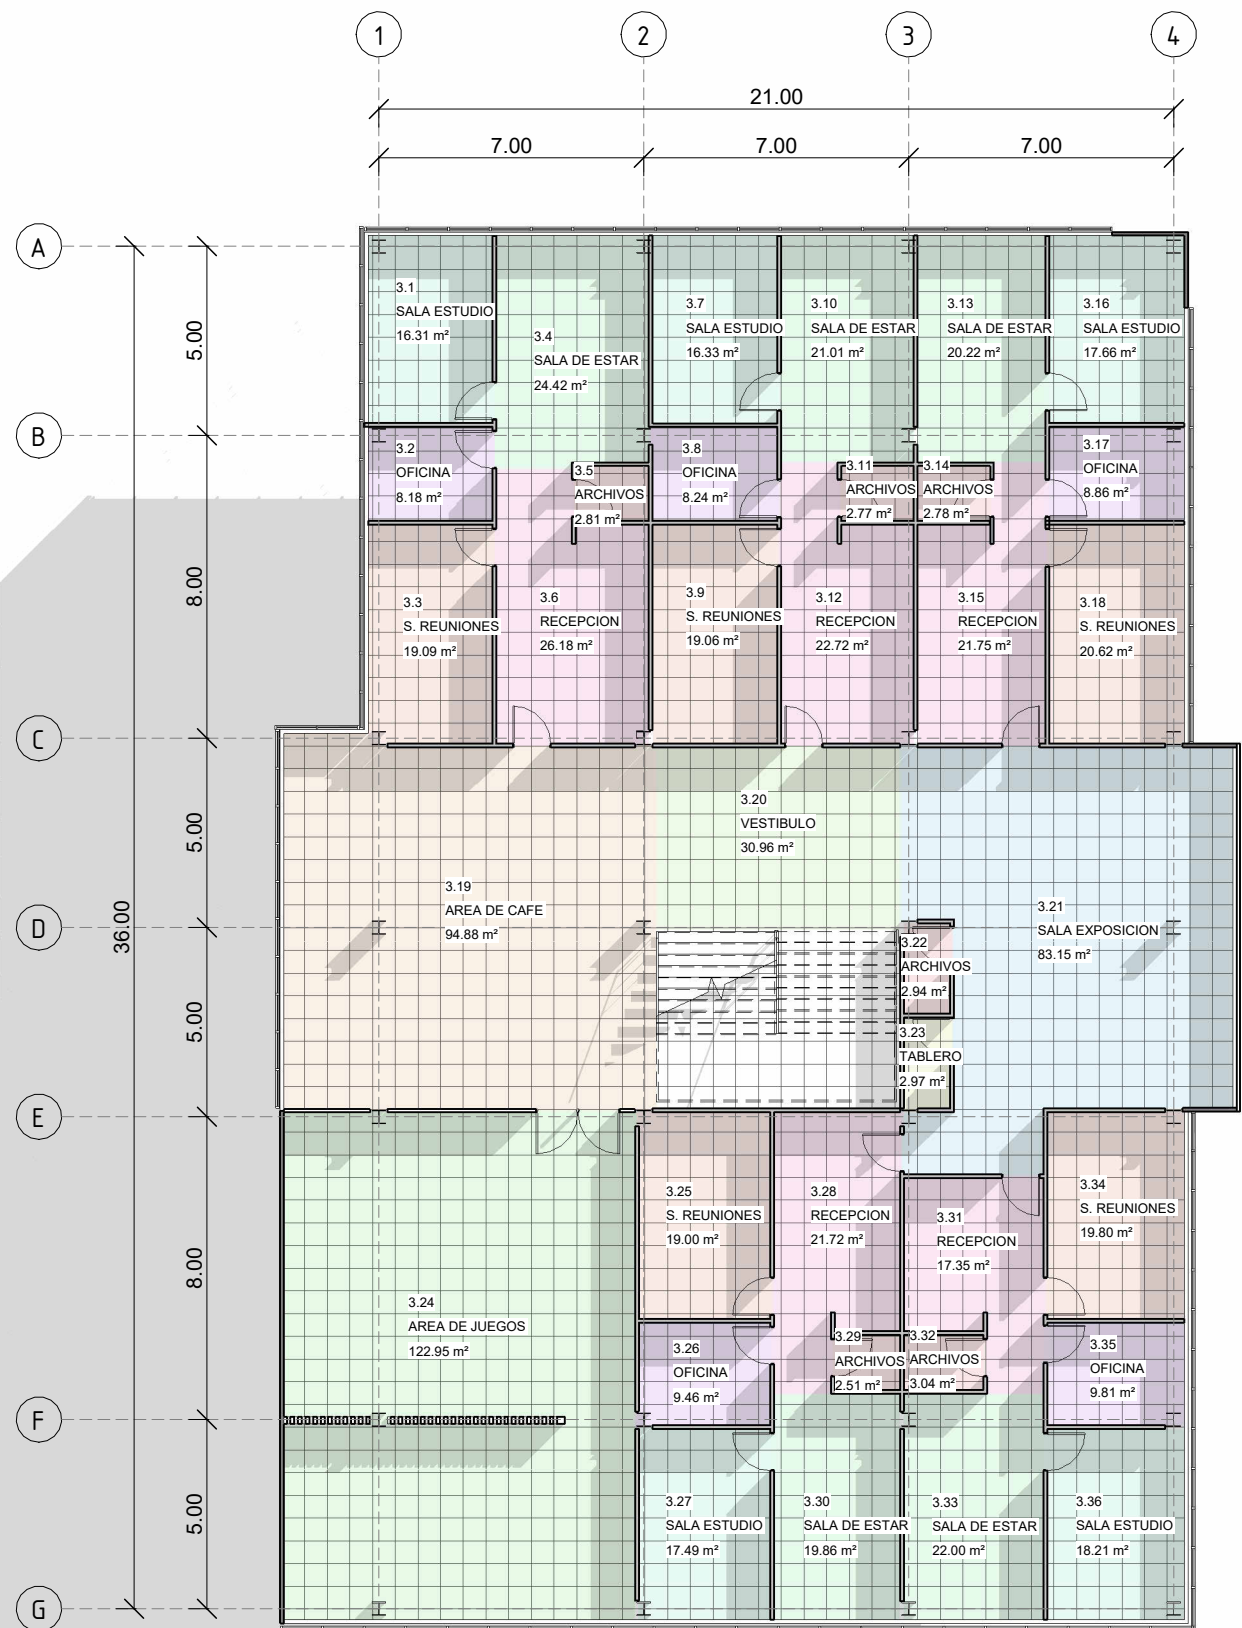 1
2
3
4
21.00
7.00
7.00
7.00
A
B
C
D
E
F
G
36.00
5.00
8.00
5.00
5.00
8.00
5.00
3.1
SALA ESTUDIO
16.31 m²
3.4
SALA DE ESTAR
24.42 m²
3.7
SALA ESTUDIO
16.33 m²
3.10
SALA DE ESTAR
21.01 m²
3.13
SALA DE ESTAR
20.22 m²
3.16
SALA ESTUDIO
17.66 m²
3.2
OFICINA
8.18 m²
3.5
ARCHIVOS
2.81 m²
3.8
OFICINA
8.24 m²
3.11
ARCHIVOS
2.77 m²
3.14
ARCHIVOS
2.78 m²
3.17
OFICINA
8.86 m²
3.3
S. REUNIONES
19.09 m²
3.6
RECEPCION
26.18 m²
3.9
S. REUNIONES
19.06 m²
3.12
RECEPCION
22.72 m²
3.15
RECEPCION
21.75 m²
3.18
S. REUNIONES
20.62 m²
3.19
AREA DE CAFE
94.88 m²
3.20
VESTIBULO
30.96 m²
3.21
SALA EXPOSICION
83.15 m²
3.22
ARCHIVOS
2.94 m²
3.23
TABLERO
2.97 m²
3.24
AREA DE JUEGOS
122.95 m²
3.25
S. REUNIONES
19.00 m²
3.28
RECEPCION
21.72 m²
3.31
RECEPCION
17.35 m²
3.34
S. REUNIONES
19.80 m²
3.26
OFICINA
9.46 m²
3.29
ARCHIVOS
2.51 m²
3.32
ARCHIVOS
3.04 m²
3.35
OFICINA
9.81 m²
3.27
SALA ESTUDIO
17.49 m²
3.30
SALA DE ESTAR
19.86 m²
3.33
SALA DE ESTAR
22.00 m²
3.36
SALA ESTUDIO
18.21 m²